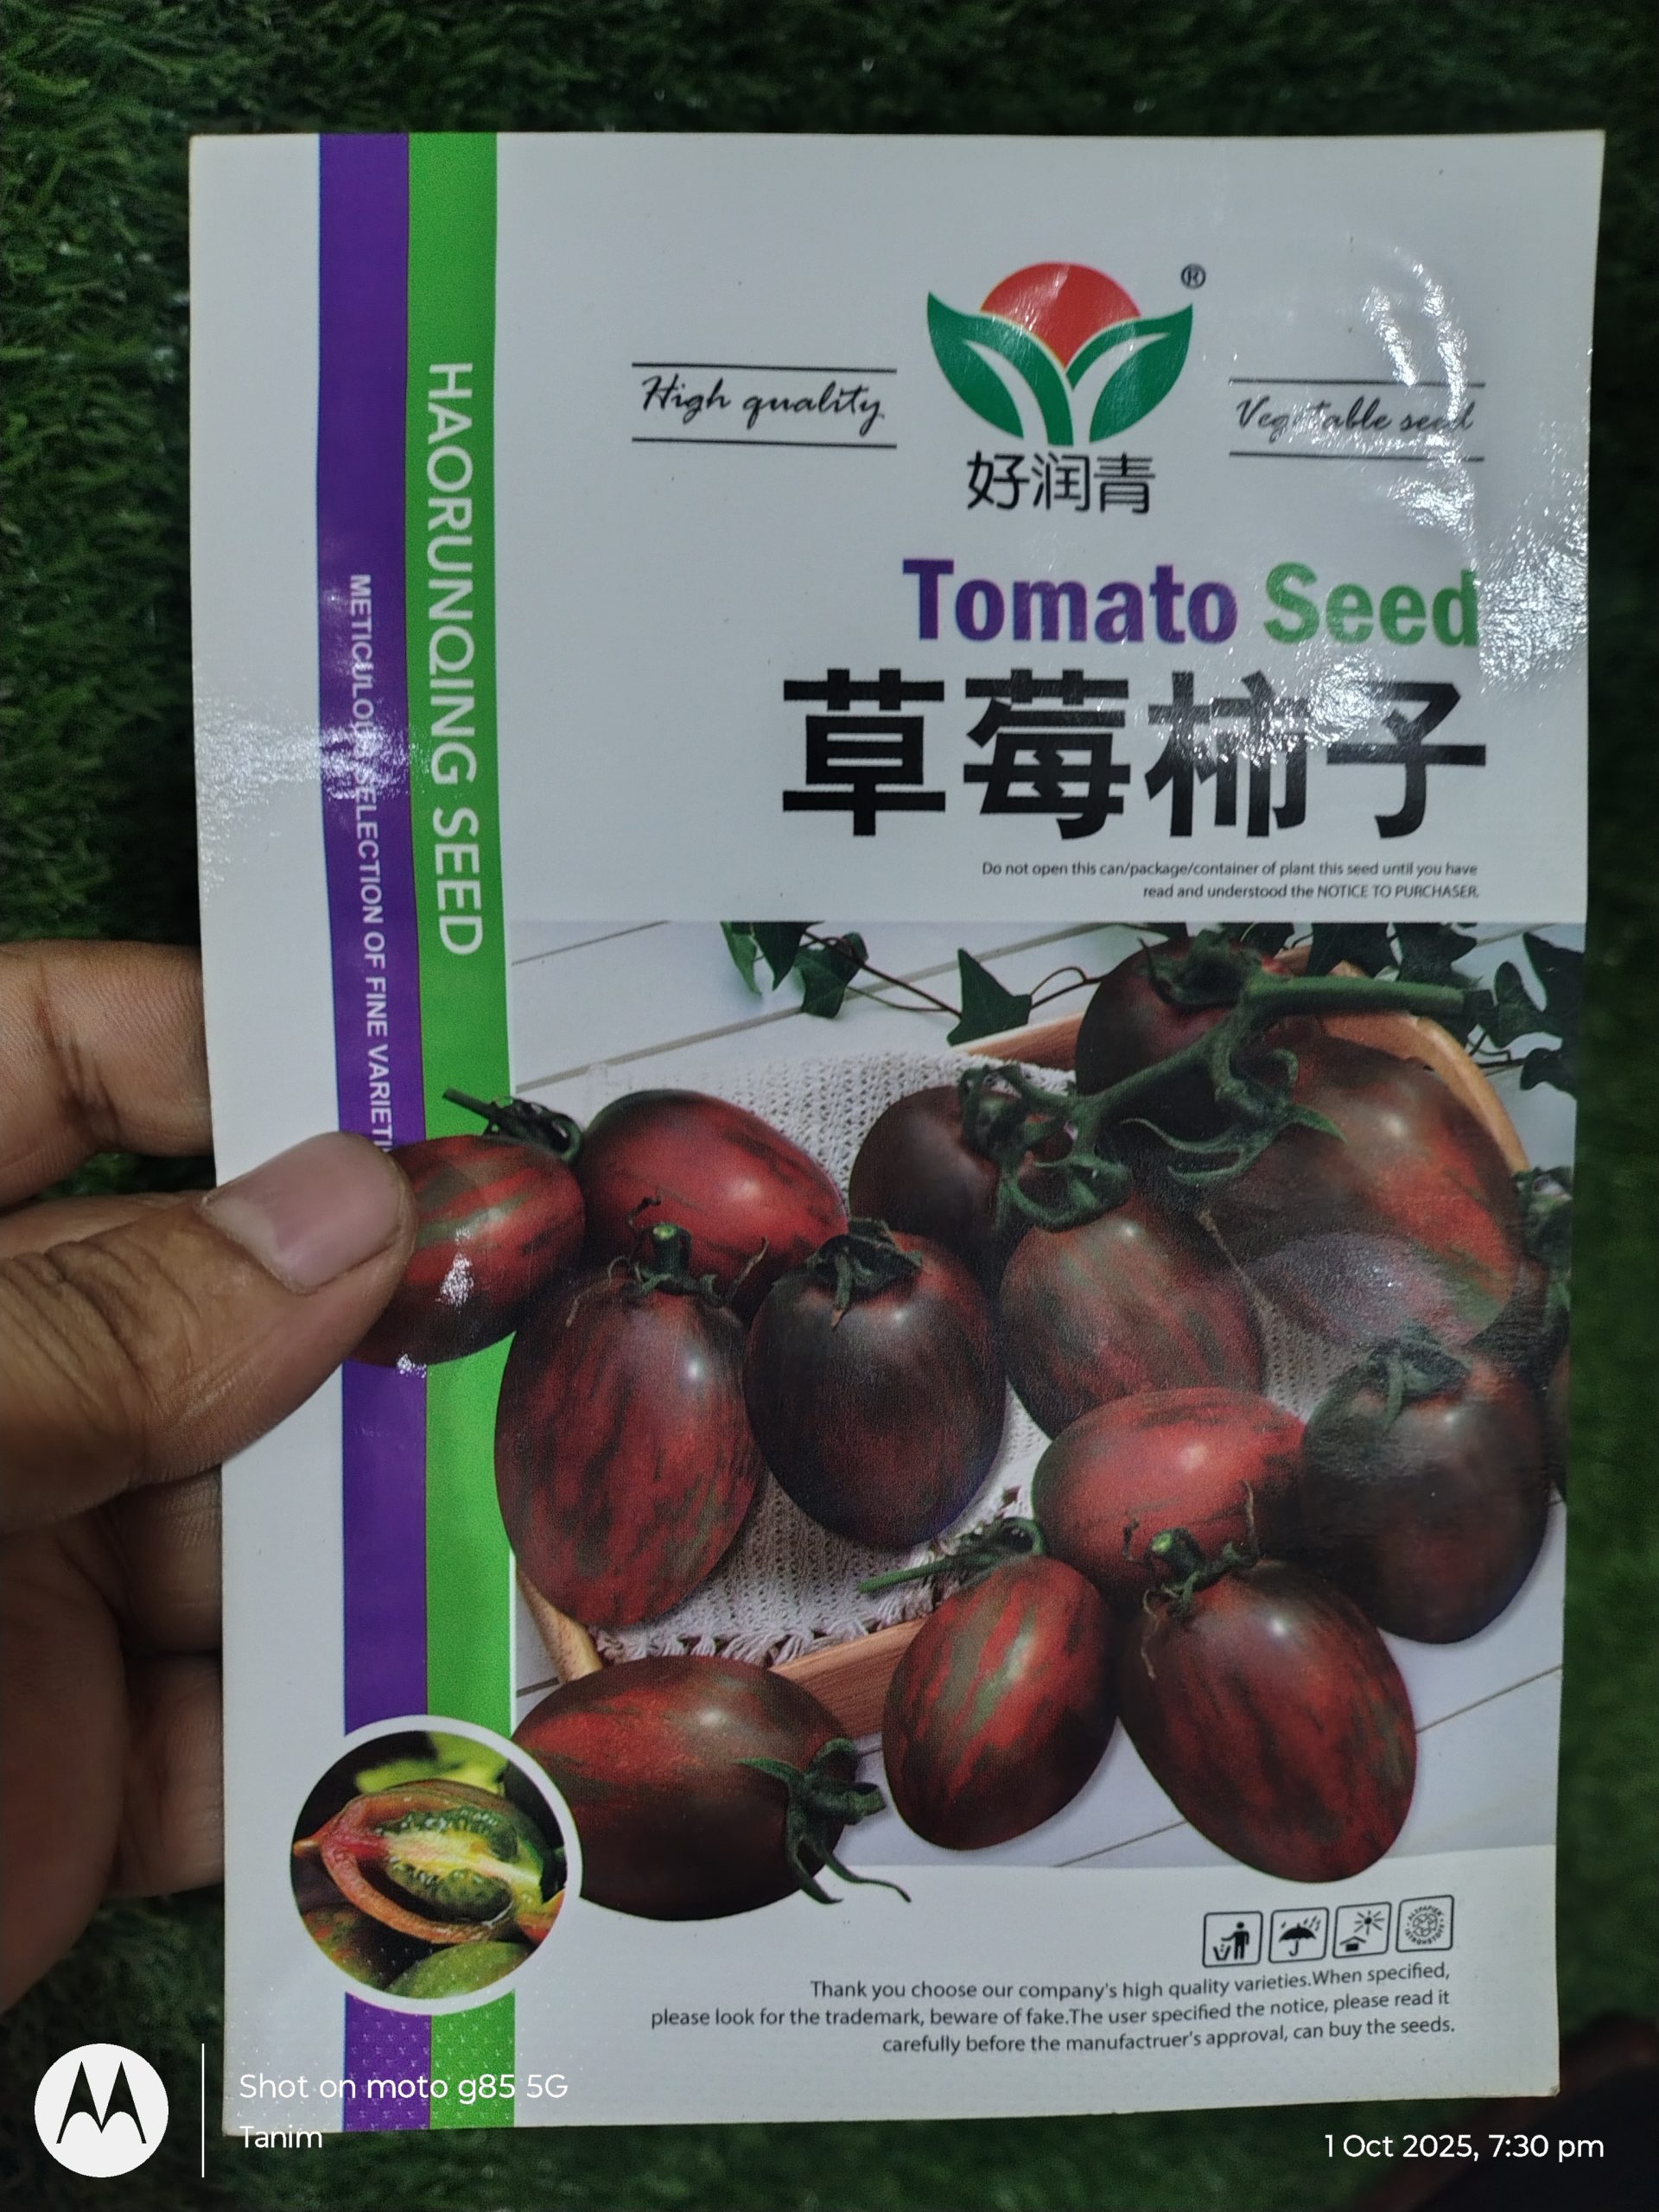 HAORUNQING SEED
METICULOUS SELECTION OF FINE
High quality
®
Vegetable seed
好润青
Tomato Seed
草莓柿子
Do not open this can/package/container of plant this seed until you have
read and understood the NOTICE TO PURCHASER.
Thank you choose our company's high quality varieties.When specified,
please look for the trademark, beware of fake.The user specified the notice, please read it
carefully before the manufactruer's approval, can buy the seeds.
Shot on moto g85 5G
Tanim
1 Oct 2025, 7:30 pm